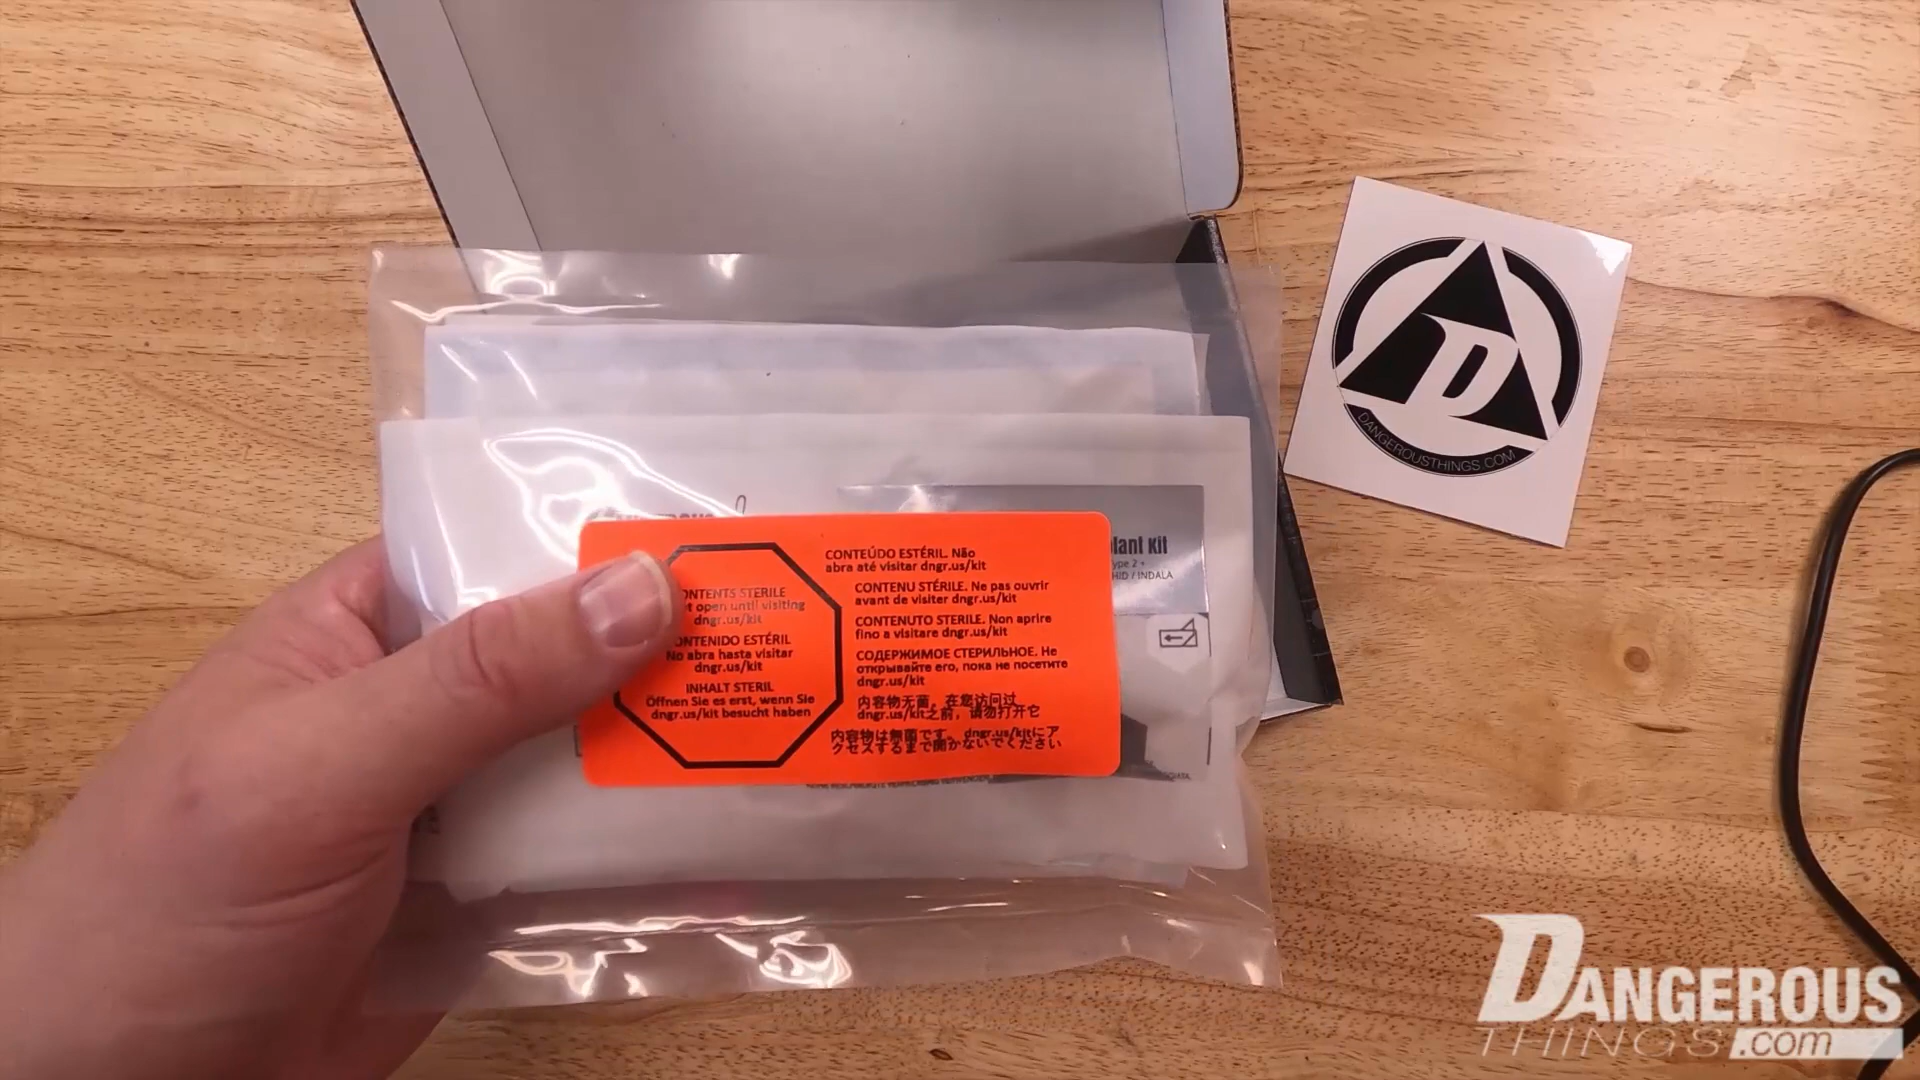 CONTENTS STERILE
open until visiting
dngr.us/kit
CONTENIDO ESTÉRIL
No abra hasta visitar
dngr.us/kit
INHALT STERIL
Öffnen Sie es erst, wenn Sie
dngr.us/kit besucht haben
CONTEÚDO ESTÉRIL. Não
abra até visitar dngr.us/kit
CONTENU STÉRILE. Ne pas ouvrir
avant de visiter dngr.us/kit
CONTENUTO STERILE. Non aprire
fino a visitare dngr.us/kit
СОДЕРЖИМОЕ СТЕРИЛЬНОЕ. Не
открывайте его, пока не посетите
dngr.us/kit
内容物无菌。在您访问过
dngr.us/kit之前，请勿打开它
内容物は無菌です。 dngr.us/kitにア
クセスするまで開かないでください
Kit
HID / INDALA
D
DANGEROUSTHINGS.COM
DANGEROUS
THINGS.com